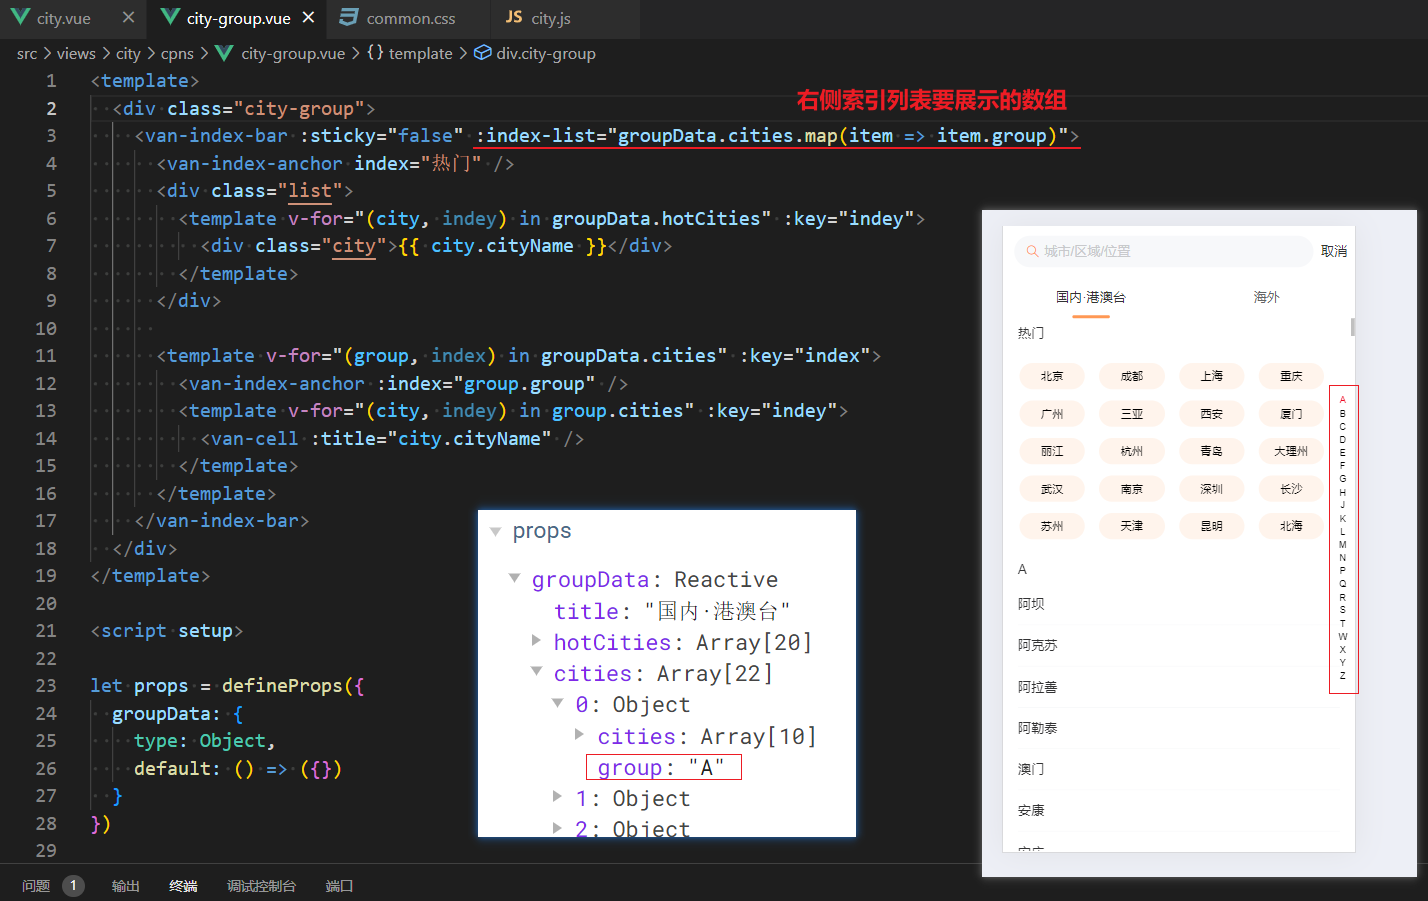 city.vue
city-group.vue
common.css
JS city.js
src > views > city > cpns > city-group.vue > {} template > div.city-group
右侧索引列表要展示的数组
1 <template>
2 <div class="city-group">
3 <van-index-bar :sticky="false" :index-list="groupData.cities.map(item => item.group)">
4 <van-index-anchor index="热门" />
5 <div class="list">
6 <template v-for="(city, indey) in groupData.hotCities" :key="indey">
7 <div class="city">{{ city.cityName }}</div>
8 </template>
9 </div>
10
11 <template v-for="(group, index) in groupData.cities" :key="index">
12 <van-index-anchor :index="group.group" />
13 <template v-for="(city, indey) in group.cities" :key="indey">
14 <van-cell :title="city.cityName" />
15 </template>
16 </template>
17 </van-index-bar>
18 </div>
19 </template>
20
21 <script setup>
22
23 let props = defineProps({
24 groupData: {
25 type: Object,
26 default: () => ({})
27 }
28 })
29
props
groupData: Reactive
title: "国内·港澳台"
hotCities: Array[20]
cities: Array[22]
0: Object
cities: Array[10]
group: "A"
1: Object
2: Object
城市/区域/位置
取消
国内·港澳台
海外
热门
北京 成都 上海 重庆
广州 三亚 西安 厦门
丽江 杭州 青岛 大理州
武汉 南京 深圳 长沙
苏州 天津 昆明 北海
A
阿坝
阿克苏
阿拉善
阿勒泰
澳门
安康
A
B
C
D
E
F
G
H
J
K
L
M
N
P
Q
R
S
T
W
X
Y
Z
问题 1 输出 终端 调试控制台 端口